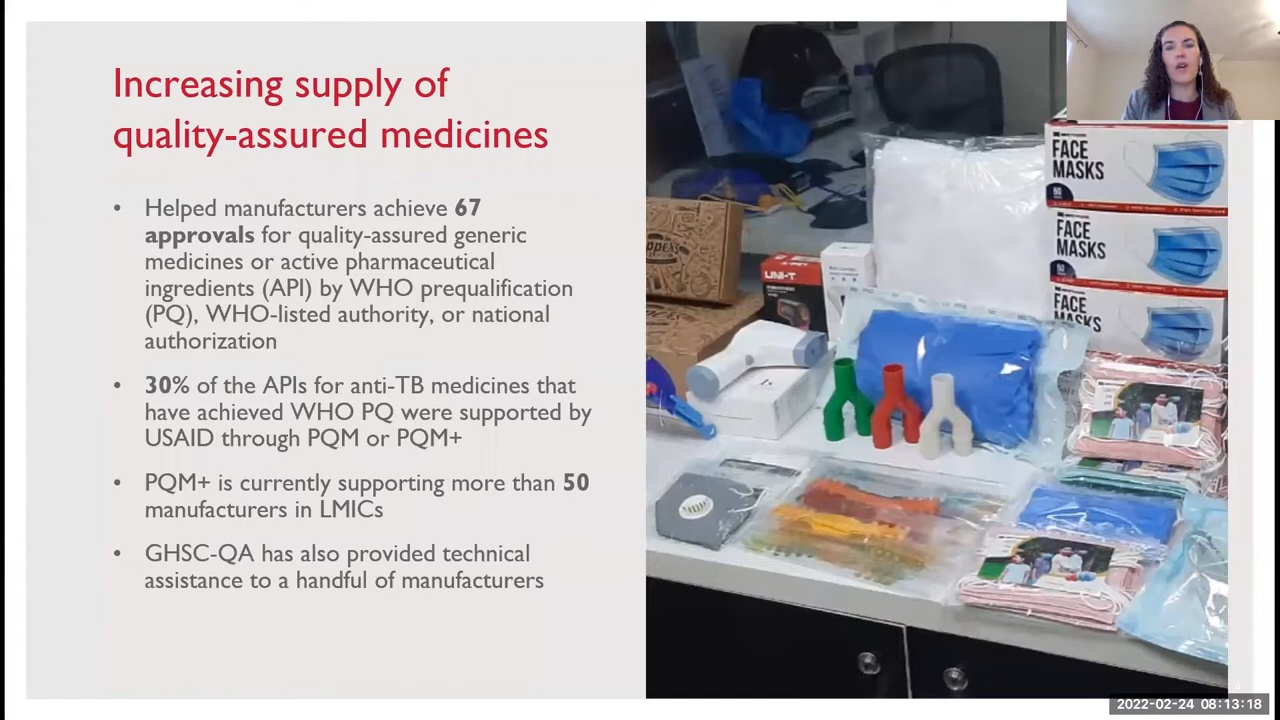 Increasing supply of
quality-assured medicines
• Helped manufacturers achieve 67
approvals for quality-assured generic
medicines or active pharmaceutical
ingredients (API) by WHO prequalification
(PQ), WHO-listed authority, or national
authorization
• 30% of the APIs for anti-TB medicines that
have achieved WHO PQ were supported by
USAID through PQM or PQM+
• PQM+ is currently supporting more than 50
manufacturers in LMICs
• GHSC-QA has also provided technical
assistance to a handful of manufacturers
FACE
MASKS
50
FACE
MASKS
50
FACE
MASKS
UNI-T
2022-02-24 08:13:18